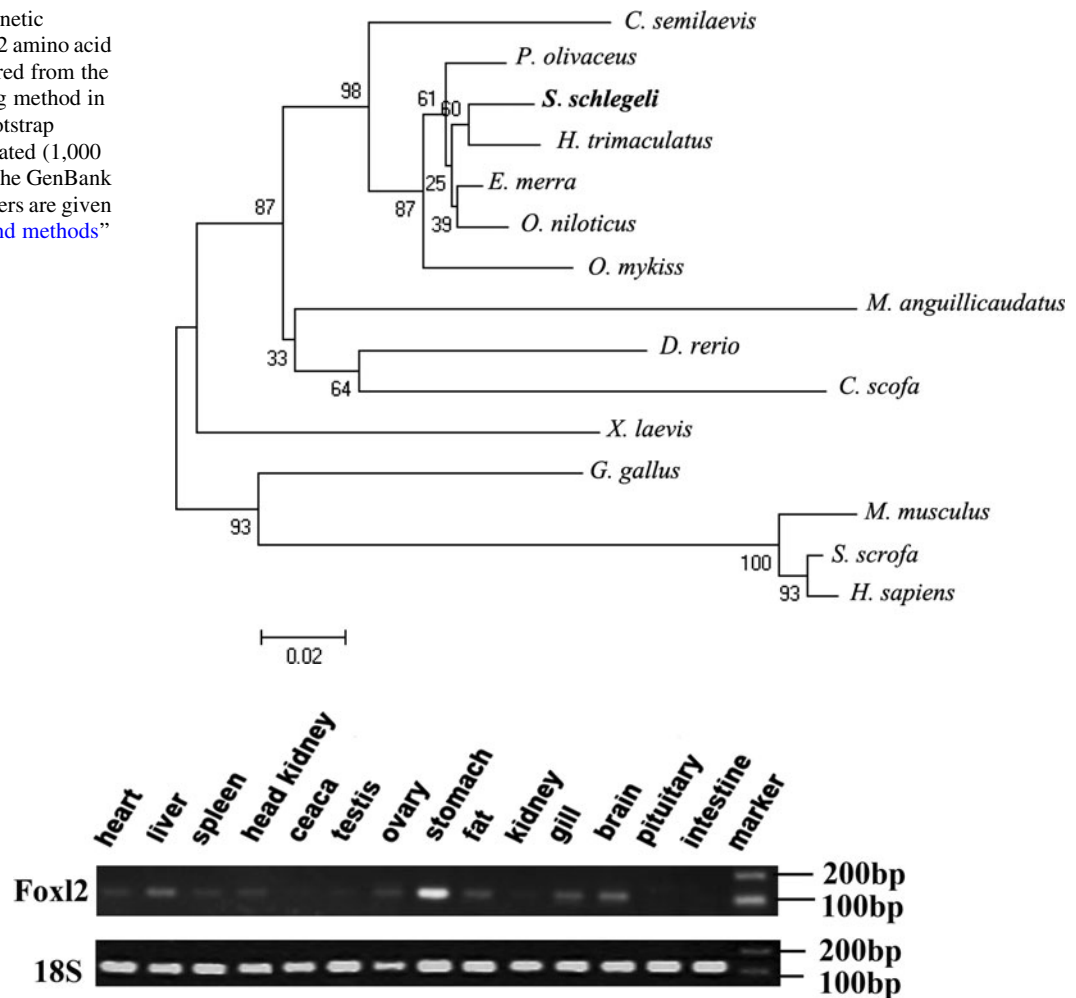 netic
2 amino acid
red from the
g method in
otstrap
ated (1,000
he GenBank
ers are given
nd methods”
C. semilaevis
P. olivaceus
98
61
60
S. schlegeli
H. trimaculatus
25
E. merra
87
87
39
O. niloticus
O. mykiss
M. anguillicaudatus
33
D. rerio
64
C. scofa
X. laevis
G. gallus
93
M. musculus
100
S. scrofa
93
H. sapiens
0.02
heart
liver
spleen
head kidney
ceaca
testis
ovary
stomach
fat
kidney
gill
brain
pituitary
intestine
marker
Foxl2
200bp
100bp
18S
200bp
100bp